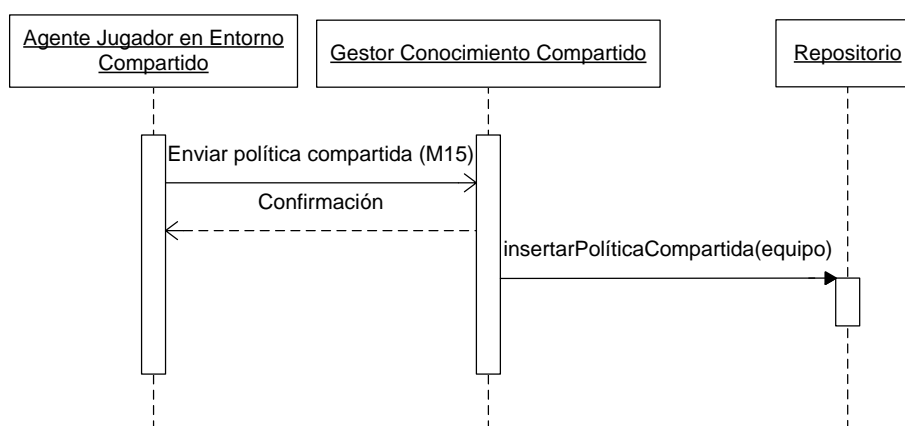 Agente Jugador en Entorno
Compartido
Gestor Conocimiento Compartido
Repositorio
Enviar política compartida (M15)
Confirmación
insertarPolíticaCompartida(equipo)